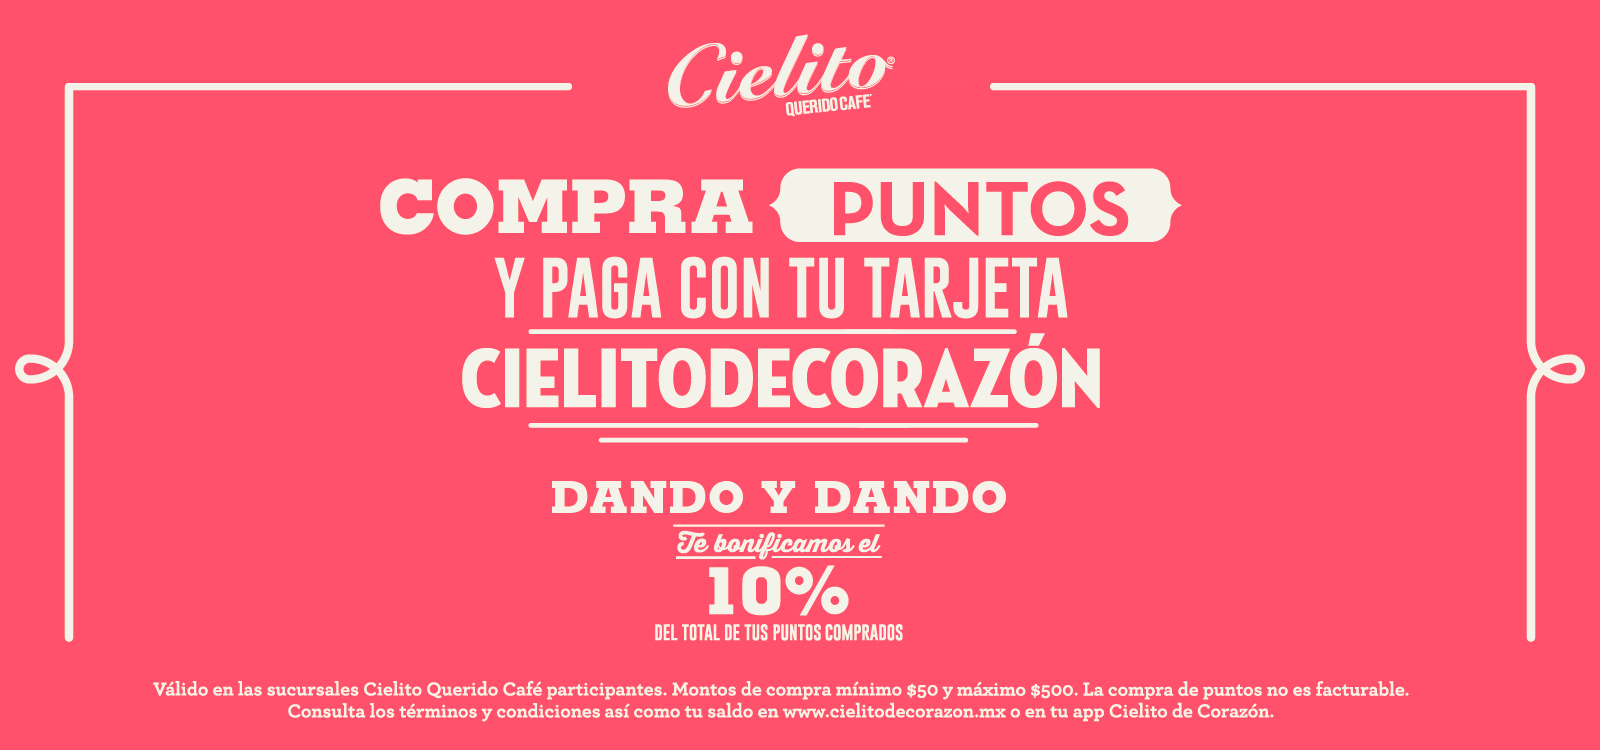 Cielito®
QUERIDO CAFÉ
COMPRA PUNTOS
Y PAGA CON TU TARJETA
CIELITODECORAZÓN
DANDO Y DANDO
Te bonificamos el
10%
DEL TOTAL DE TUS PUNTOS COMPRADOS
Válido en las sucursales Cielito Querido Café participantes. Montos de compra mínimo $50 y máximo $500. La compra de puntos no es facturable.
Consulta los términos y condiciones así como tu saldo en www.cielitodecorazon.mx o en tu app Cielito de Corazón.